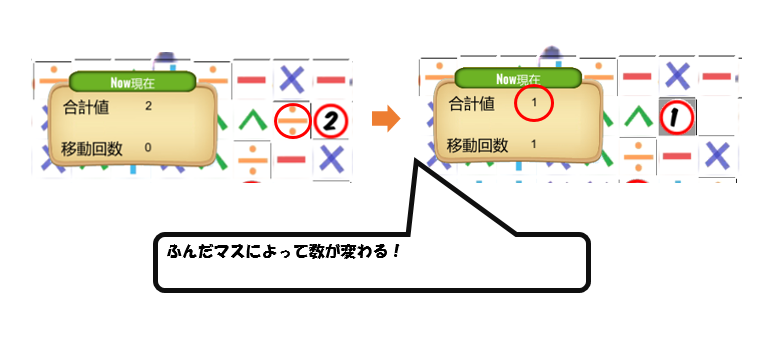 Now現在
合計値 2
移動回数 0
2
Now現在
合計値 1
移動回数 1
1
ふんだマスによって数が変わる！